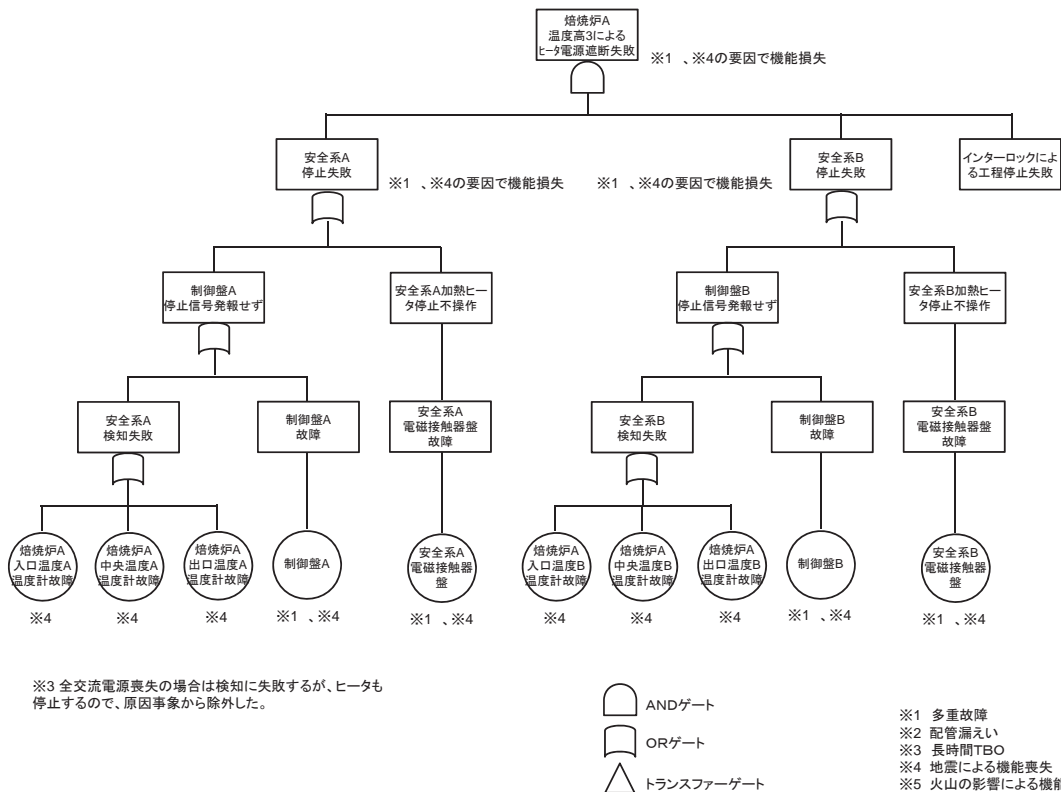 焙焼炉A
温度高3による
ヒータ電源遮断失敗
※1 、※4の要因で機能損失
安全系A
停止失敗
※1 、※4の要因で機能損失
※1 、※4の要因で機能損失
安全系B
停止失敗
インターロックによ
る工程停止失敗
制御盤A
停止信号発報せず
安全系A加熱ヒー
タ停止不操作
制御盤B
停止信号発報せず
安全系B加熱ヒー
タ停止不操作
安全系A
検知失敗
制御盤A
故障
安全系A
電磁接触器盤
故障
安全系B
検知失敗
制御盤B
故障
安全系B
電磁接触器盤
故障
焙焼炉A
入口温度A
温度計故障
焙焼炉A
中央温度A
温度計故障
焙焼炉A
出口温度A
温度計故障
制御盤A
安全系A
電磁接触器
盤
焙焼炉A
入口温度B
温度計故障
焙焼炉A
中央温度B
温度計故障
焙焼炉A
出口温度B
温度計故障
制御盤B
安全系B
電磁接触器
盤
※4
※4
※4
※1 、※4
※1 、※4
※4
※4
※4
※1 、※4
※1 、※4
※3 全交流電源喪失の場合は検知に失敗するが、ヒータも
停止するので、原因事象から除外した。
ANDゲート
ORゲート
トランスファーゲート
※1 多重故障
※2 配管漏えい
※3 長時間TBO
※4 地震による機能喪失
※5 火山の影響による機能